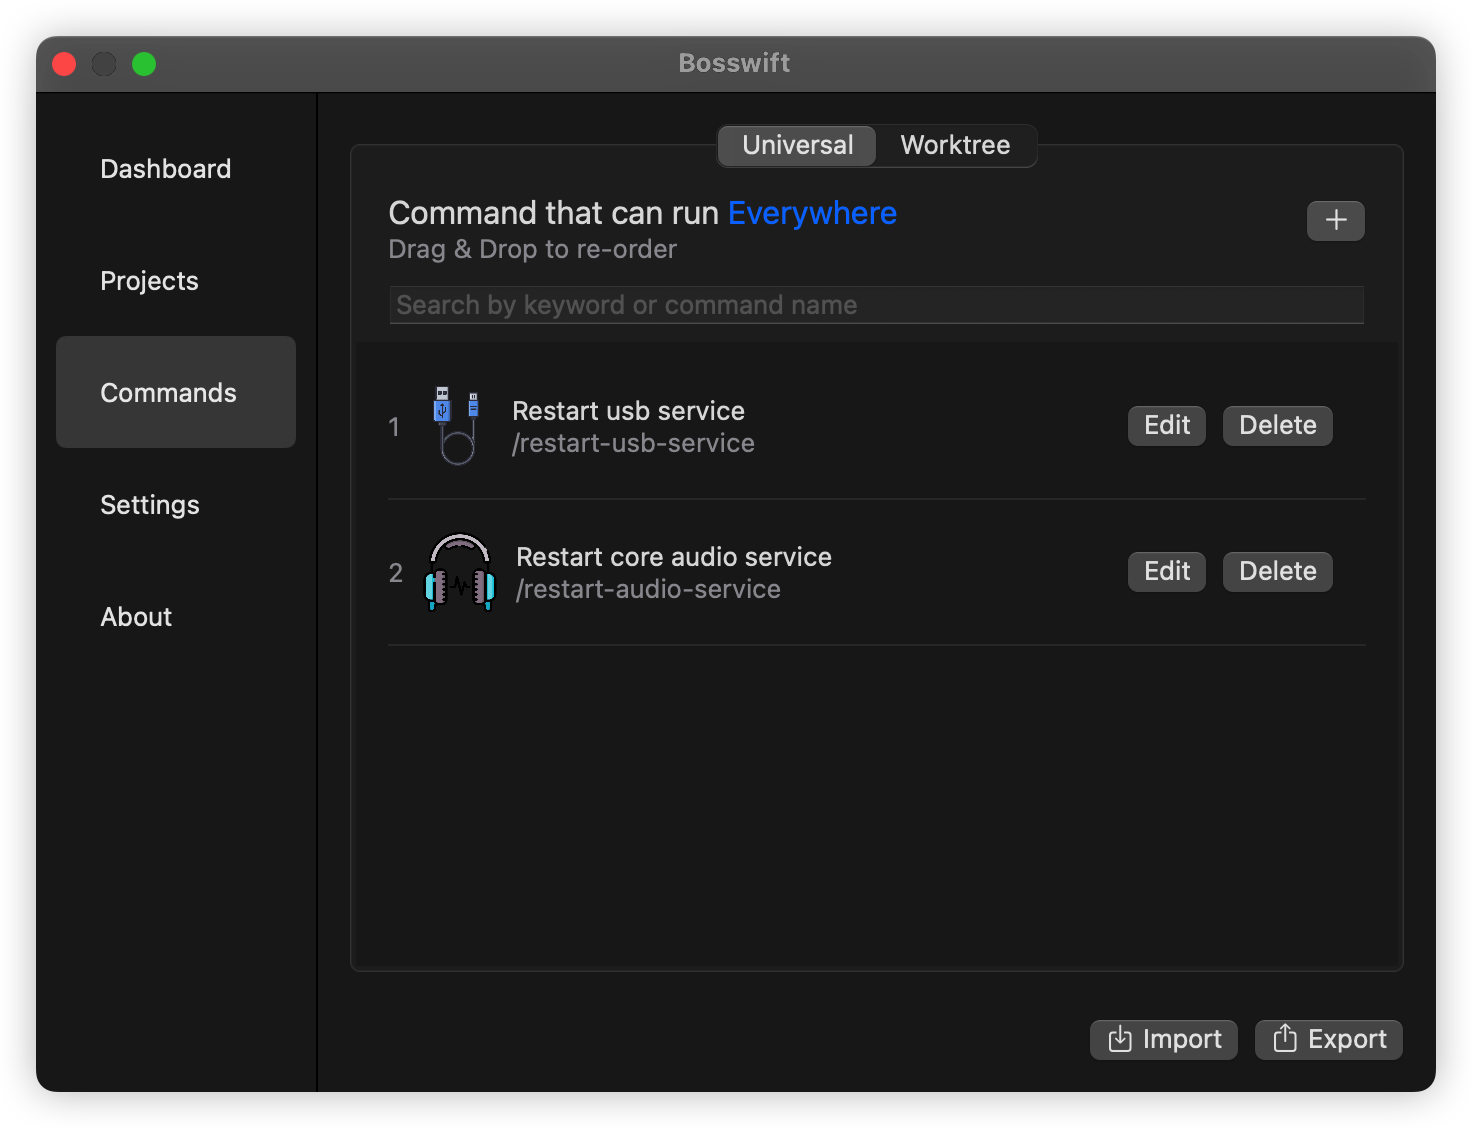 Bosswift
Dashboard
Projects
Commands
Settings
About
Universal
Worktree
Command that can run Everywhere
Drag & Drop to re-order
Search by keyword or command name
1
Restart usb service
/restart-usb-service
Edit
Delete
2
Restart core audio service
/restart-audio-service
Edit
Delete
Import
Export